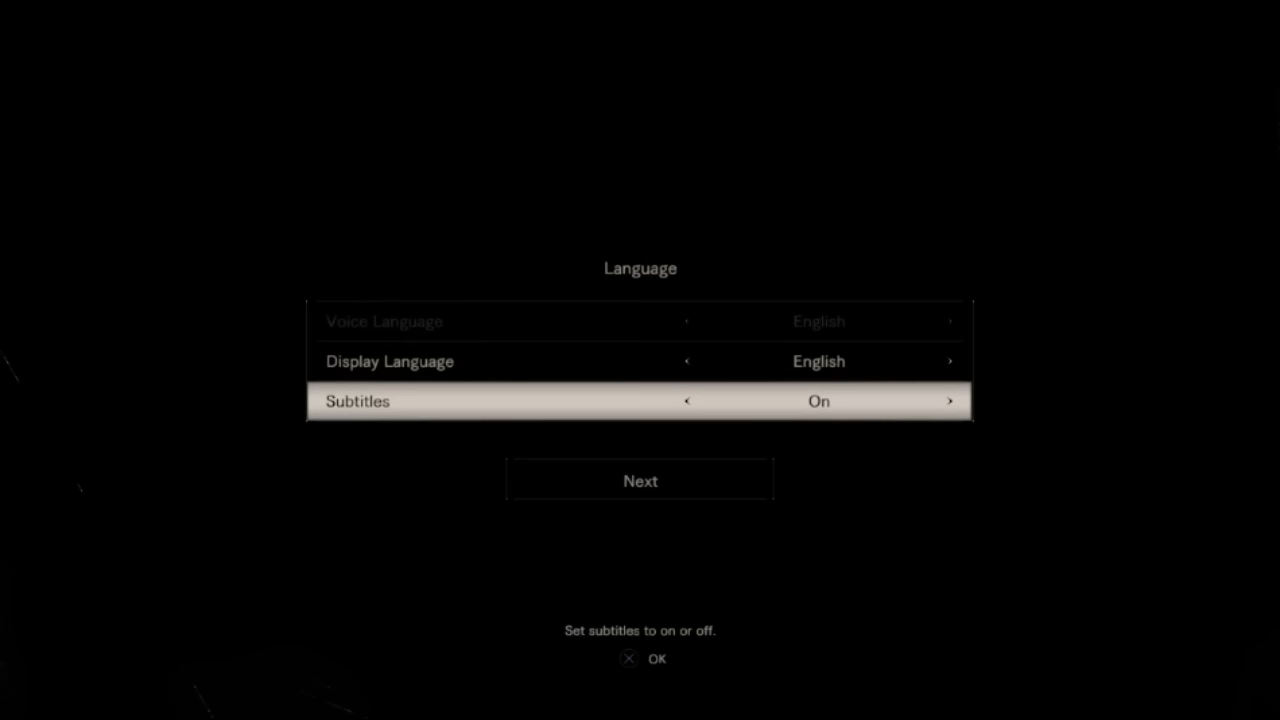 Language
Voice Language English
Display Language < English >
Subtitles < On >
Next
Set subtitles to on or off.
OK